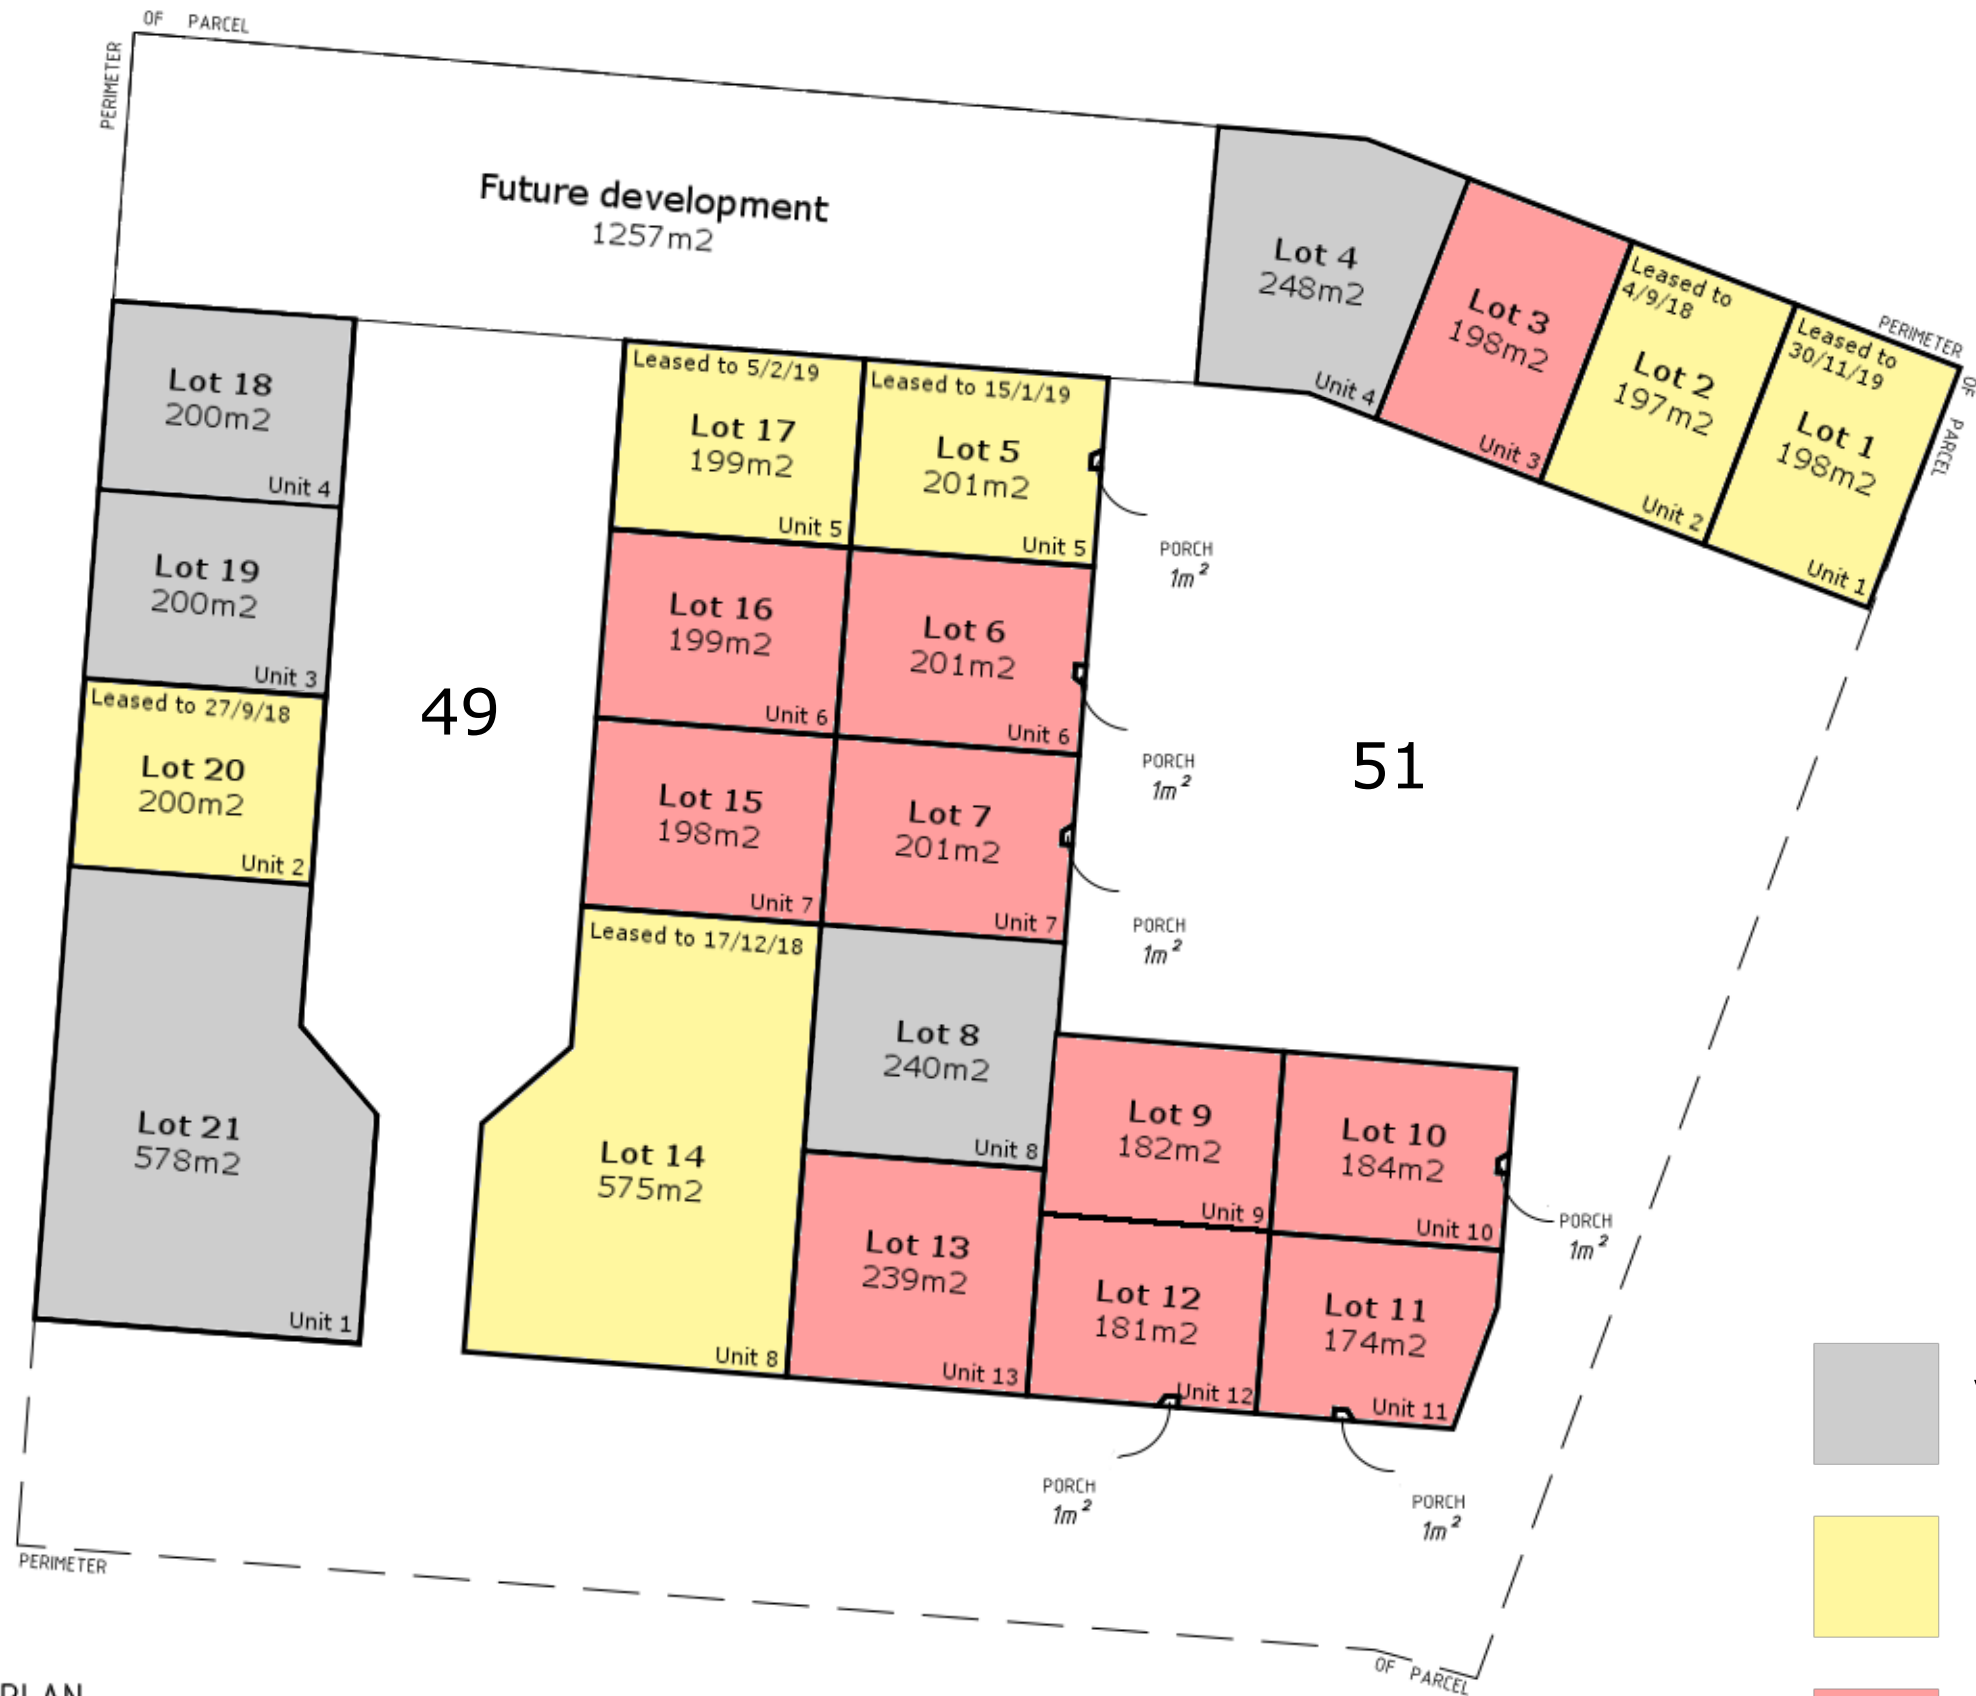 OF PARCEL
PERIMETER
Future development
1257m2
Lot 4
248m2
Unit 4
Lot 3
198m2
Unit 3
Leased to
4/9/18
Lot 2
197m2
Unit 2
Leased to
30/11/19
Lot 1
198m2
Unit 1
PERIMETER
OF PARCEL
Lot 18
200m2
Unit 4
Lot 19
200m2
Unit 3
Leased to 27/9/18
Lot 20
200m2
Unit 2
Lot 21
578m2
Unit 1
49
Leased to 5/2/19
Lot 17
199m2
Unit 5
Leased to 15/1/19
Lot 5
201m2
Unit 5
PORCH
1m²
Lot 16
199m2
Unit 6
Lot 6
201m2
Unit 6
PORCH
1m²
51
Lot 15
198m2
Unit 7
Lot 7
201m2
Unit 7
PORCH
1m²
Leased to 17/12/18
Lot 14
575m2
Unit 8
Lot 8
240m2
Unit 8
Lot 9
182m2
Unit 9
Lot 10
184m2
Unit 10
PORCH
1m²
Lot 13
239m2
Unit 13
Lot 12
181m2
Unit 12
Lot 11
174m2
Unit 11
PORCH
1m²
PORCH
1m²
PERIMETER
OF PARCEL
PLAN